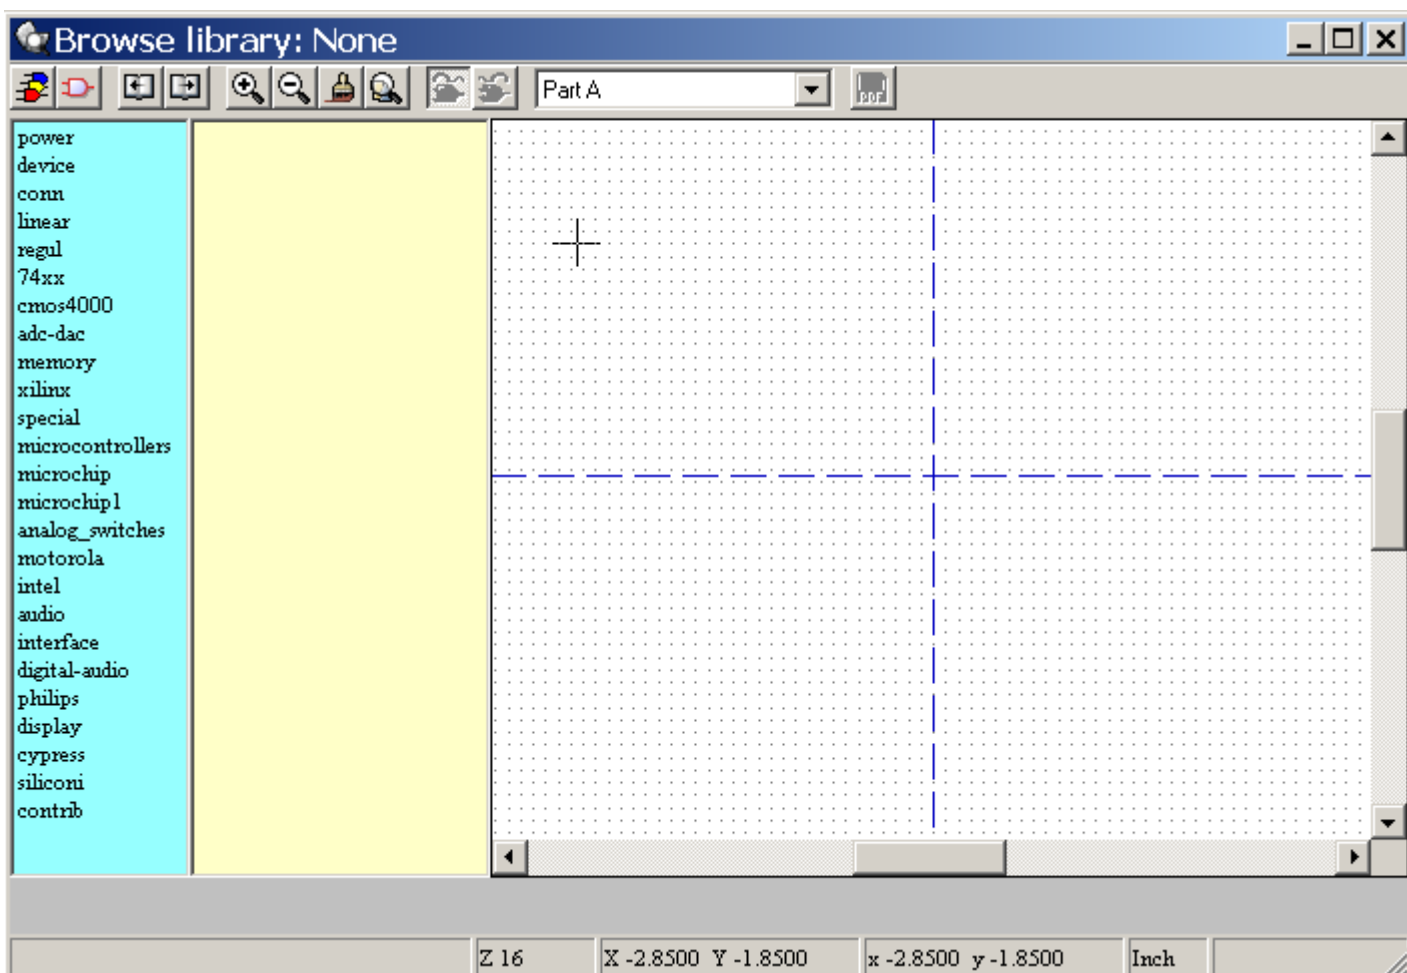 Browse library: None
Part A
PDF
power
device
conn
linear
regul
74xx
cmos4000
adc-dac
memory
xilinx
special
microcontrollers
microchip
microchip1
analog_switches
motorola
intel
audio
interface
digital-audio
philips
display
cypress
siliconi
contrib
Z 16 X -2.8500 Y -1.8500 x -2.8500 y -1.8500 Inch